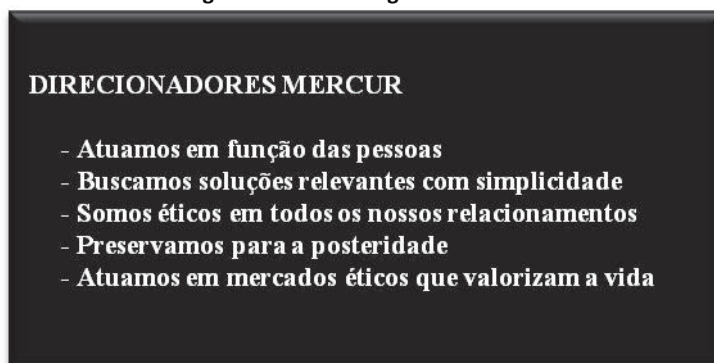 DIRECIONADORES MERCUR
- Atuamos em função das pessoas
- Buscamos soluções relevantes com simplicidade
- Somos éticos em todos os nossos relacionamentos
- Preservamos para a posteridade
- Atuamos em mercados éticos que valorizam a vida